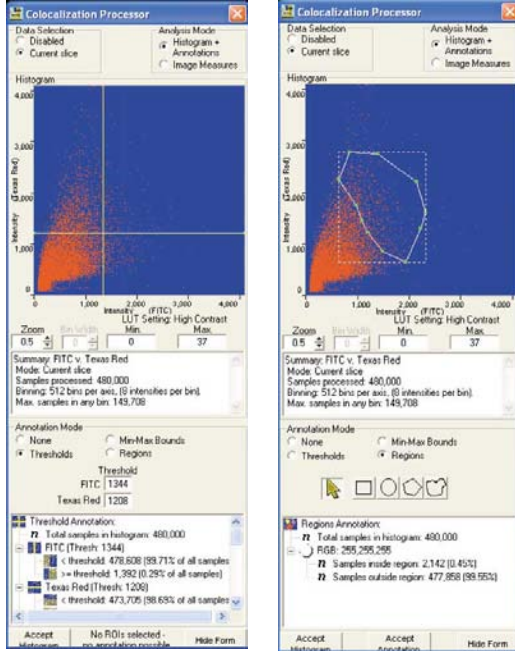 Colocalization Processor
Data Selection
Disabled
Current slice
Analysis Mode
Histogram +
Annotations
Image Measures
Histogram
4,000
3,000
2,000
1,000
0
Intensity (Texas Red)
0 1,000 2,000 3,000 4,000
Intensity (FITC)
LUT Setting: High Contrast
Zoom Bin Width Min. Max.
0.5 0 0 37
Summary: FITC v. Texas Red
Mode: Current slice
Samples processed: 480,000
Binning: 512 bins per axis, (8 intensities per bin).
Max. samples in any bin: 149,708
Annotation Mode
None
Min-Max Bounds
Thresholds
Regions
Threshold
FITC 1344
Texas Red 1208
Threshold Annotation:
n Total samples in histogram: 480,000
FITC (Thresh: 1344)
< threshold: 478,608 (99.71% of all samples
>= threshold: 1,392 (0.29% of all samples)
Texas Red (Thresh: 1208)
< threshold: 473,705 (98.69% of all samples
Accept
Histogram
No ROIs selected -
no annotation possible
Hide Form
Colocalization Processor
Data Selection
Disabled
Current slice
Analysis Mode
Histogram +
Annotations
Image Measures
Histogram
4,000
3,000
2,000
1,000
0
Intensity (Texas Red)
0 1,000 2,000 3,000 4,000
Intensity (FITC)
LUT Setting: High Contrast
Zoom Bin Width Min. Max.
0.5 0 0 37
Summary: FITC v. Texas Red
Mode: Current slice
Samples processed: 480,000
Binning: 512 bins per axis, (8 intensities per bin).
Max. samples in any bin: 149,708
Annotation Mode
None
Min-Max Bounds
Thresholds
Regions
Regions Annotation:
n Total samples in histogram: 480,000
RGB: 255,255,255
n Samples inside region: 2,142 (0.45%)
n Samples outside region: 477,858 (99.55%)
Accept
Histogram
Accept
Annotation
Hide Form